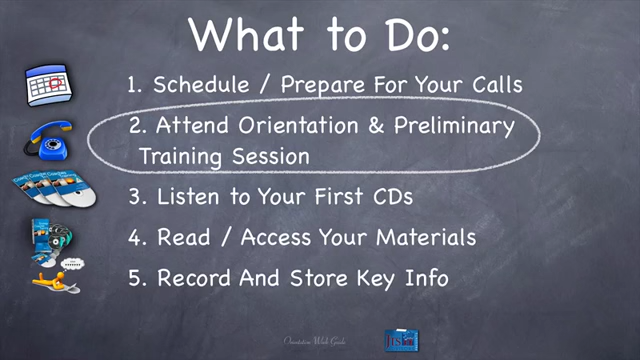 What to Do:
1. Schedule / Prepare For Your Calls
2. Attend Orientation & Preliminary
Training Session
3. Listen to Your First CDs
4. Read / Access Your Materials
5. Record And Store Key Info